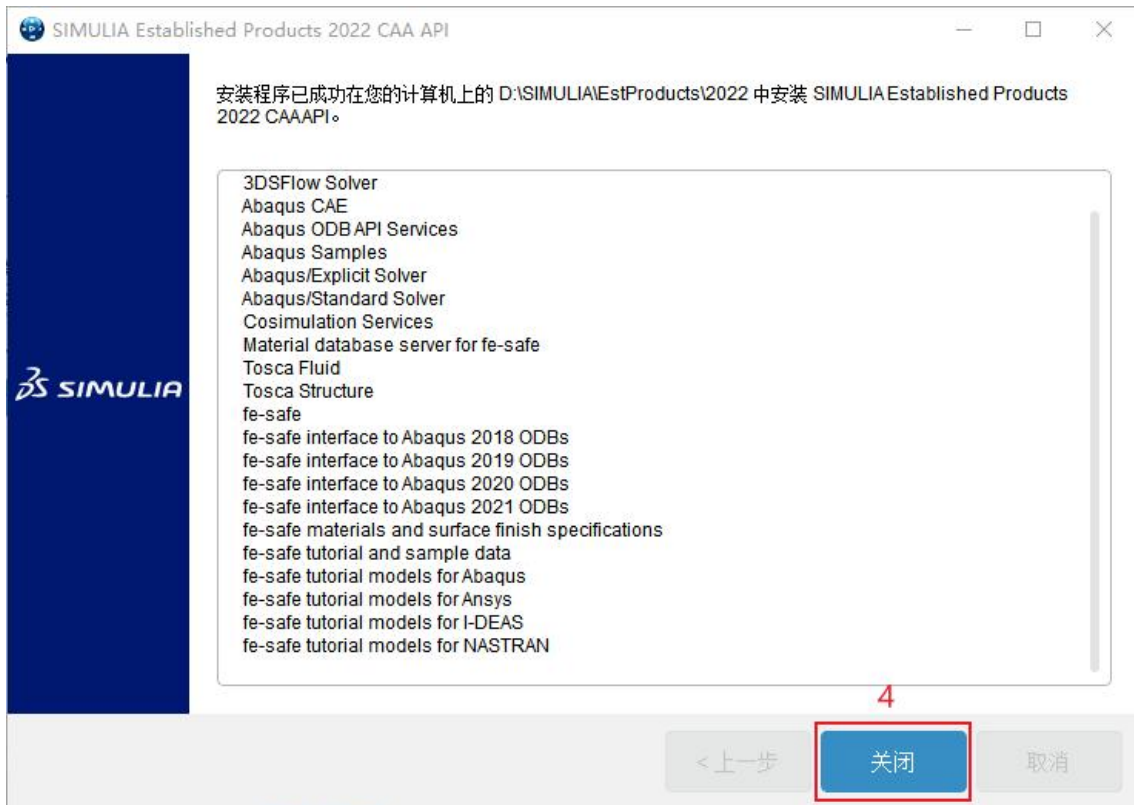 SIMULIA Established Products 2022 CAA API
安装程序已成功在您的计算机上的 D:\SIMULIA\EstProducts\2022 中安装 SIMULIA Established Products
2022 CAAAPI。
3DSFlow Solver
Abaqus CAE
Abaqus ODB API Services
Abaqus Samples
Abaqus/Explicit Solver
Abaqus/Standard Solver
Cosimulation Services
Material database server for fe-safe
Tosca Fluid
Tosca Structure
fe-safe
fe-safe interface to Abaqus 2018 ODBs
fe-safe interface to Abaqus 2019 ODBs
fe-safe interface to Abaqus 2020 ODBs
fe-safe interface to Abaqus 2021 ODBs
fe-safe materials and surface finish specifications
fe-safe tutorial and sample data
fe-safe tutorial models for Abaqus
fe-safe tutorial models for Ansys
fe-safe tutorial models for I-DEAS
fe-safe tutorial models for NASTRAN
3DS SIMULIA
4
<上一步
关闭
取消